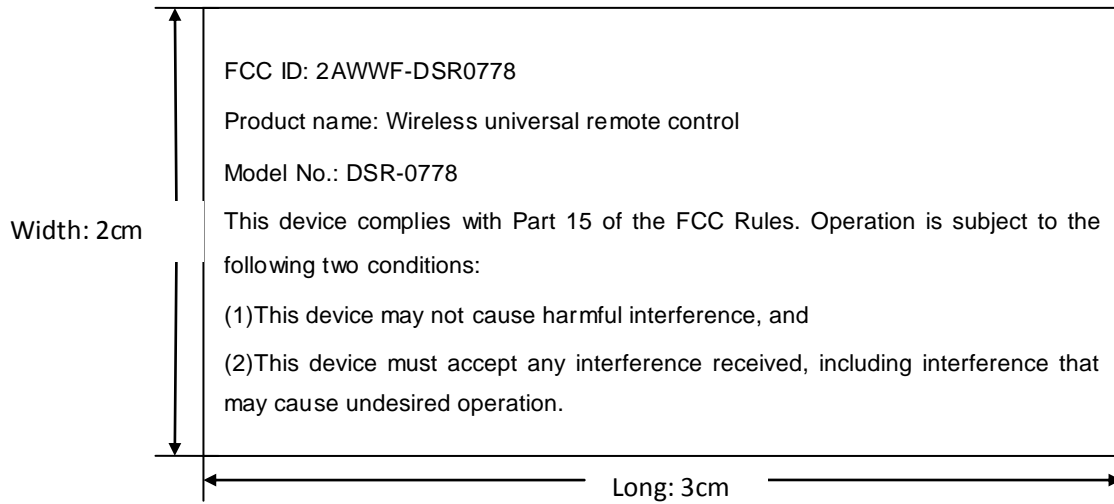 FCC ID: 2AWWF-DSR0778
Product name: Wireless universal remote control
Model No.: DSR-0778
Width: 2cm
This device complies with Part 15 of the FCC Rules. Operation is subject to the
following two conditions:
(1)This device may not cause harmful interference, and
(2)This device must accept any interference received, including interference that
may cause undesired operation.
Long: 3cm